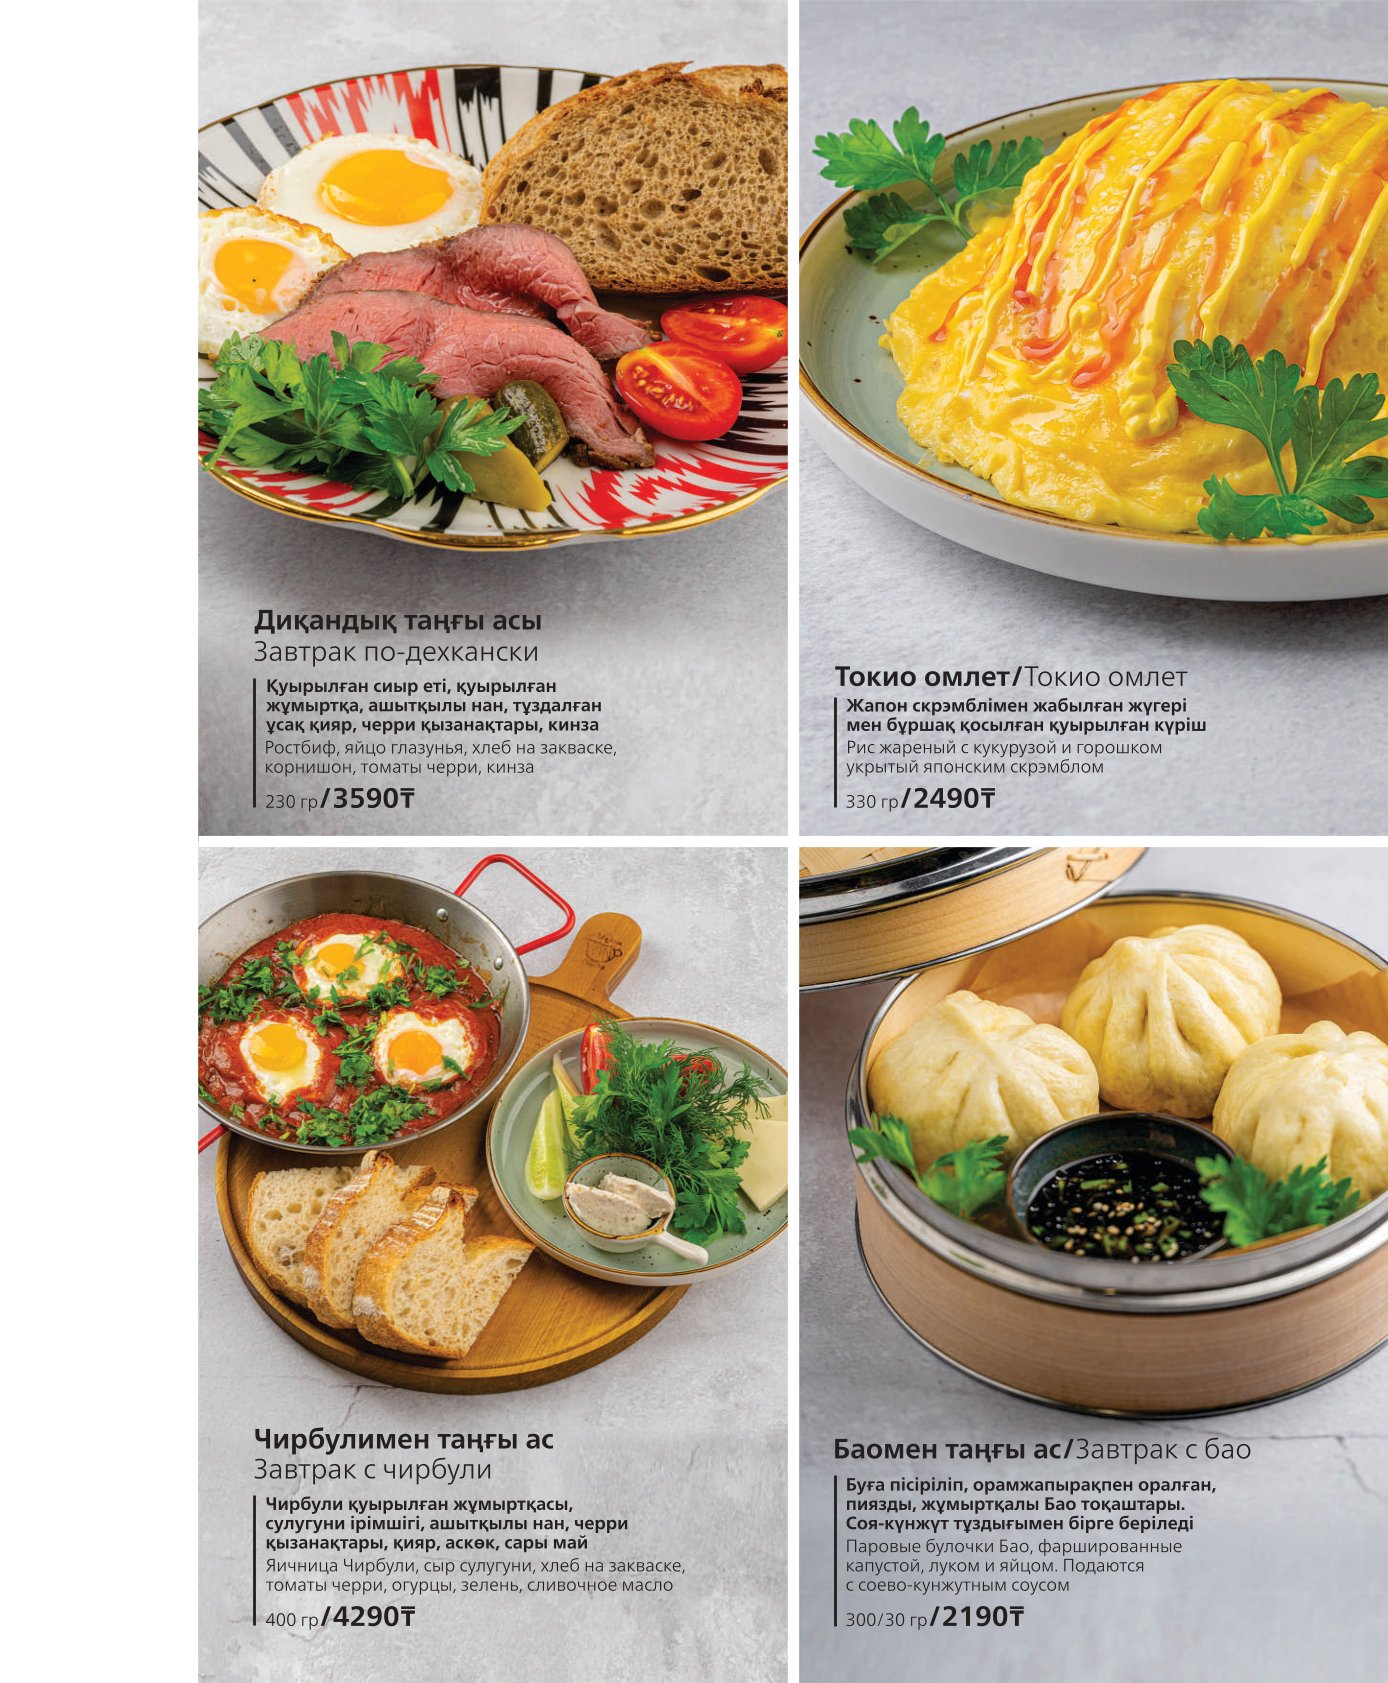 Диқандық таңғы асы
Завтрак по-дехкански
Қуырылған сиыр еті, қуырылған
жұмыртқа, ашытқылы нан, тұздалған
ұсақ қияр, черри қызанақтары, кинза
Ростбиф, яйцо глазунья, хлеб на закваске,
корнишон, томаты черри, кинза
230 гр/3590₸
Токио омлет/Токио омлет
Жапон скрэмблімен жабылған жүгері
мен бұршақ қосылған қуырылған күріш
Рис жареный с кукурузой и горошком
укрытый японским скрэмблом
330 гр/2490₸
Чирбулимен таңғы ас
Завтрак с чирбули
Чирбули қуырылған жұмыртқасы,
сулугуни ірімшігі, ашытқылы нан, черри
қызанақтары, қияр, аскөк, сары май
Яичница Чирбули, сыр сулугуни, хлеб на закваске,
томаты черри, огурцы, зелень, сливочное масло
400 гр/4290₸
Баомен таңғы ас/Завтрак с бао
Буға пісіріліп, орамжапырақпен оралған,
пиязды, жұмыртқалы Бао тоқаштары.
Соя-күнжүт тұздығымен бірге беріледі
Паровые булочки Бао, фаршированные
капустой, луком и яйцом. Подаются
с соево-кунжутным соусом
300/30 гр/2190₸